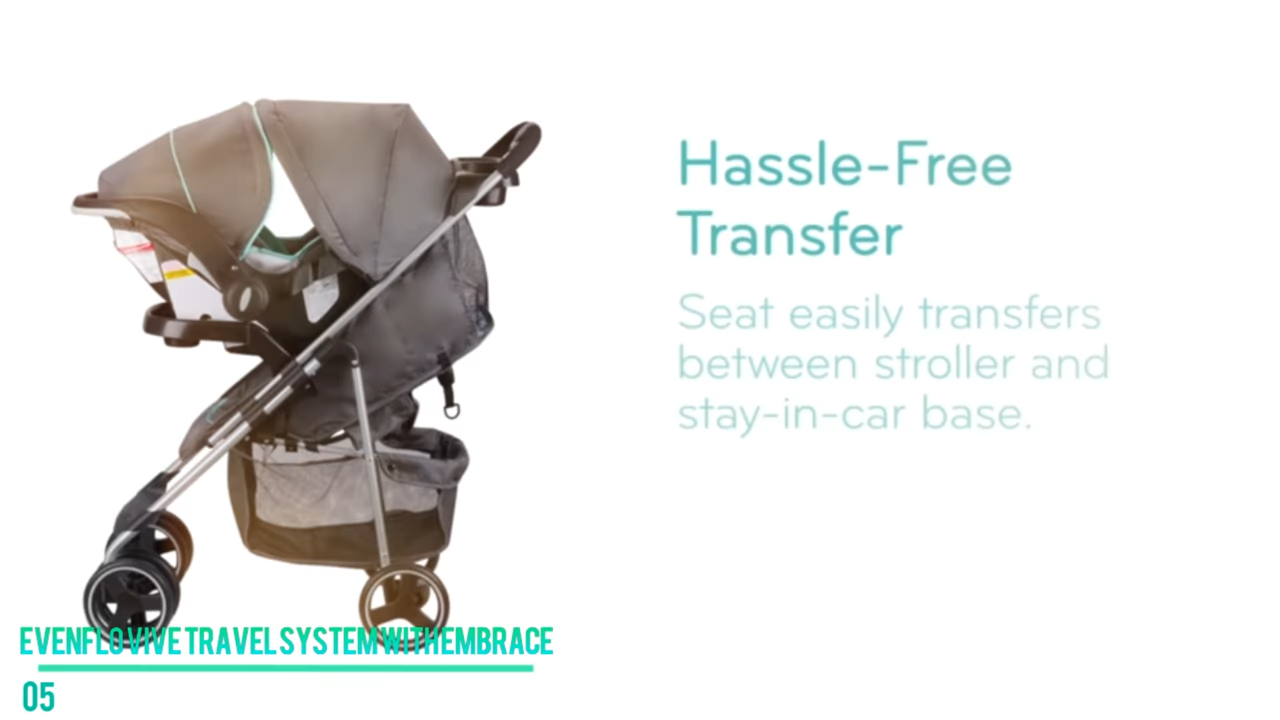 Hassle-Free
Transfer
Seat easily transfers
between stroller and
stay-in-car base.
EVENFLO VIVE TRAVEL SYSTEM WITH EMBRACE
05